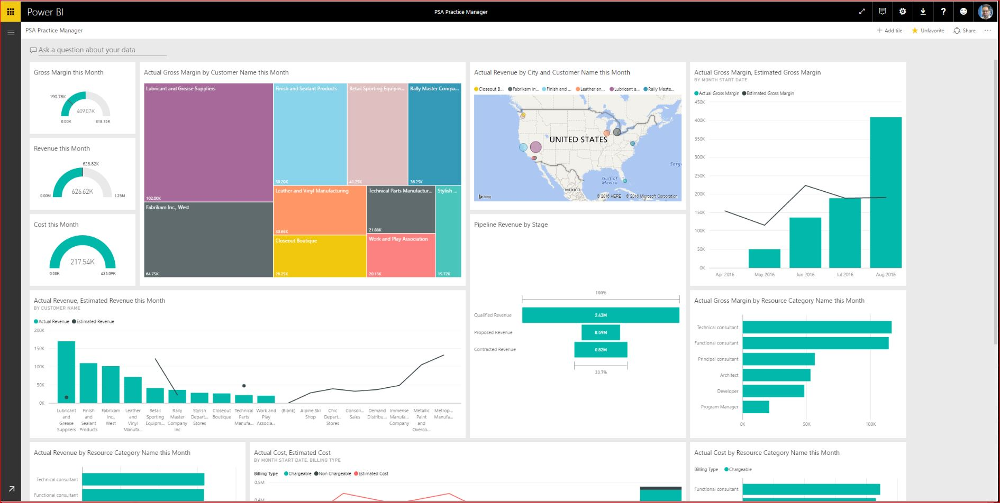 Power BI
PSA Practice Manager
PSA Practice Manager
Add tile
Unfavorite
Share
Ask a question about your data
Gross Margin this Month
190.78K
409.07K
0.00K
818.15K
Revenue this Month
628.82K
626.62K
0.00M
1.25M
Cost this Month
217.54K
0.00K
435.09K
Actual Gross Margin by Customer Name this Month
Lubricant and Grease Suppliers
102.00K
Fabrikam Inc., West
64.75K
Finish and Sealant Products
50.20K
Retail Sporting Equipm...
41.25K
Rally Master Compa...
36.25K
Leather and Vinyl Manufacturing
30.65K
Closeout Boutique
26.25K
Technical Parts Manufactur...
21.88K
Work and Play Association
20.13K
Stylish ...
15.72K
Actual Revenue by City and Customer Name this Month
Closeout B...
Fabrikam In...
Finish and ...
Leather an...
Lubricant a...
Rally Maste...
UNITED STATES
MEXICO
Gulf of
Mexico
Sarg
bing
© 2016 HERE © 2016 Microsoft Corporation
Actual Gross Margin, Estimated Gross Margin
BY MONTH START DATE
Actual Gross Margin
Estimated Gross Margin
450K
400K
350K
300K
250K
200K
150K
100K
50K
0K
Apr 2016
May 2016
Jun 2016
Jul 2016
Aug 2016
Pipeline Revenue by Stage
100%
Qualified Revenue
2.43M
Proposed Revenue
0.59M
Contracted Revenue
0.82M
33.7%
Actual Revenue, Estimated Revenue this Month
BY CUSTOMER NAME
Actual Revenue
Estimated Revenue
200K
150K
100K
50K
0K
Lubricant
and
Grease
Suppliers
Finish
and
Sealant
Products
Fabrikam
Inc.,
West
Leather
and
Vinyl
Manufa...
Retail
Sporting
Equipm...
Rally
Master
Company
Inc
Stylish
Depart...
Stores
Closeout
Boutique
Technical
Parts
Manufa...
Work and
Play
Associa...
(Blank)
Alpine Ski
Shop
Chic
Depart...
Stores
Consoli...
Sales
Demand
Distribu...
Immense
Manufa...
Company
Metallic
Paint
and
Overco...
Metrop...
Manufa...
Actual Gross Margin by Resource Category Name this Month
Technical consultant
Functional consultant
Principal consultant
Architect
Developer
Program Manager
0K
50K
100K
Actual Revenue by Resource Category Name this Month
Technical consultant
Functional consultant
Actual Cost, Estimated Cost
BY MONTH START DATE, BILLING TYPE
Billing Type
Chargeable
Non Chargeable
Estimated Cost
0.5M
0.4M
Actual Cost by Resource Category Name this Month
Billing Type
Chargeable
Functional consultant